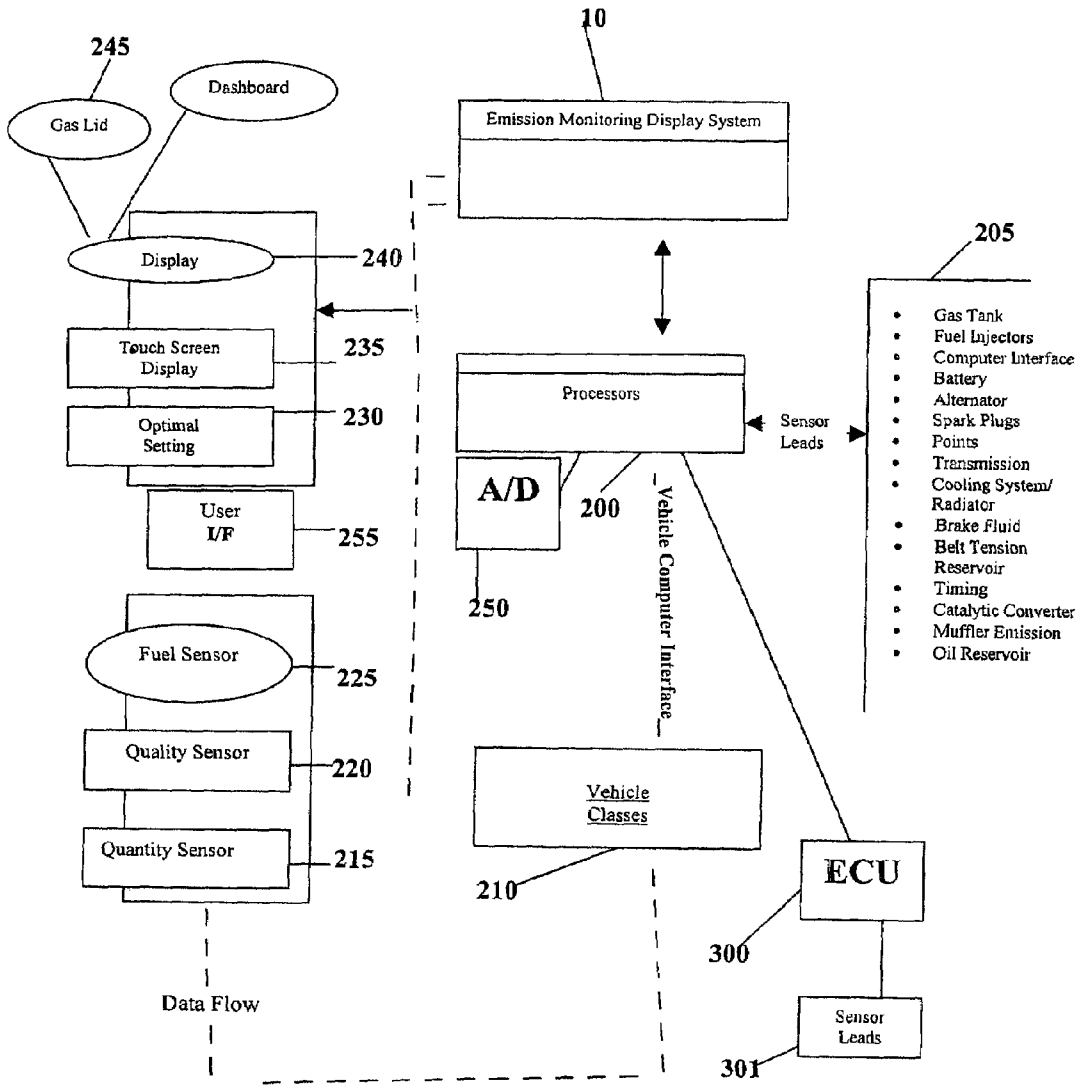 10
245
Dashboard
Gas Lid
Emission Monitoring Display System
205
Display
240
Touch Screen
Display
235
230
Optimal
Setting
User
I/F
255
Processors
Sensor
Leads
A/D
200
250
Vehicle Computer Interface
• Gas Tank
• Fuel Injectors
• Computer Interface
• Battery
• Alternator
• Spark Plugs
• Points
• Transmission
• Cooling System/
Radiator
• Brake Fluid
• Belt Tension
Reservoir
• Timing
• Catalytic Converter
• Muffler Emission
• Oil Reservoir
Fuel Sensor
225
Quality Sensor
220
Quantity Sensor
215
Vehicle
Classes
210
ECU
300
Data Flow
Sensor
Leads
301